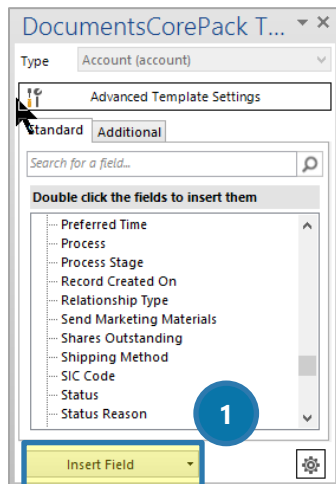 DocumentsCorePack T...
Type Account (account)
Advanced Template Settings
Standard Additional
Search for a field...
Double click the fields to insert them
Preferred Time
Process
Process Stage
Record Created On
Relationship Type
Send Marketing Materials
Shares Outstanding
Shipping Method
SIC Code
Status
Status Reason
1
Insert Field